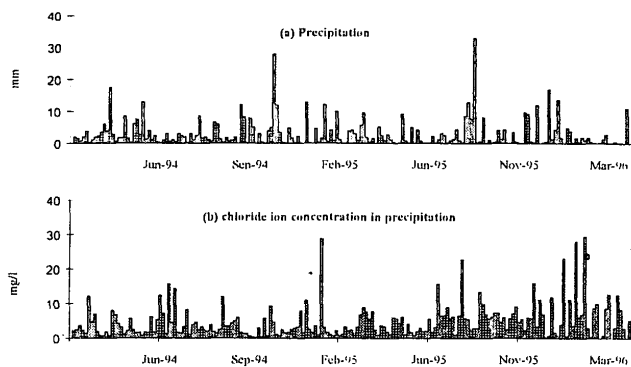 (a) Precipitation
40
30
20
10
0
mm
Jun-94 Sep-94 Feb-95 Jun-95 Nov-95 Mar-96
(b) chloride ion concentration in precipitation
40
30
20
10
0
mg/l
Jun-94 Sep-94 Feb-95 Jun-95 Nov-95 Mar-96